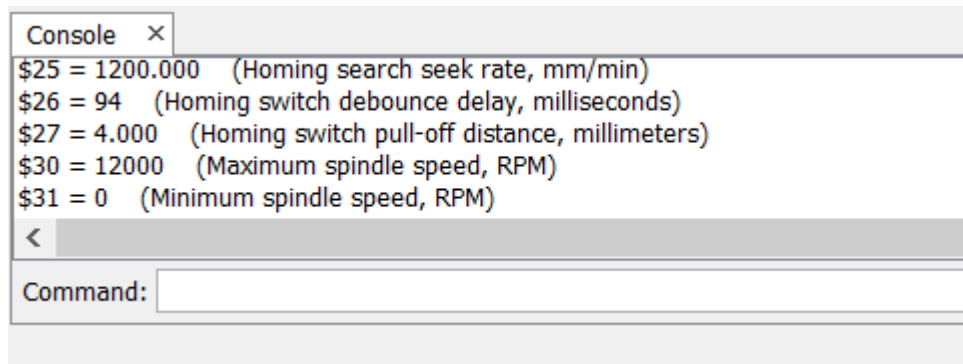 Console ×
$25 = 1200.000 (Homing search seek rate, mm/min)
$26 = 94 (Homing switch debounce delay, milliseconds)
$27 = 4.000 (Homing switch pull-off distance, millimeters)
$30 = 12000 (Maximum spindle speed, RPM)
$31 = 0 (Minimum spindle speed, RPM)
Command: